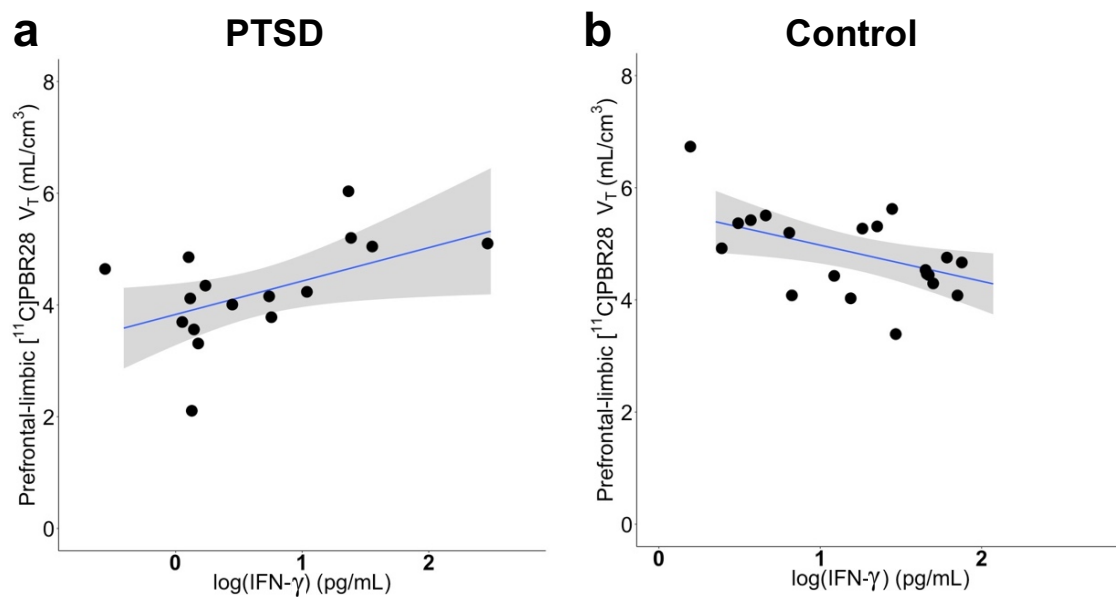 a PTSD
Prefrontal-limbic [¹¹C]PBR28 V_T (mL/cm³)
8
6
4
2
0
0 1 2
log(IFN-γ) (pg/mL)
b Control
Prefrontal-limbic [¹¹C]PBR28 V_T (mL/cm³)
8
6
4
2
0
0 1 2
log(IFN-γ) (pg/mL)